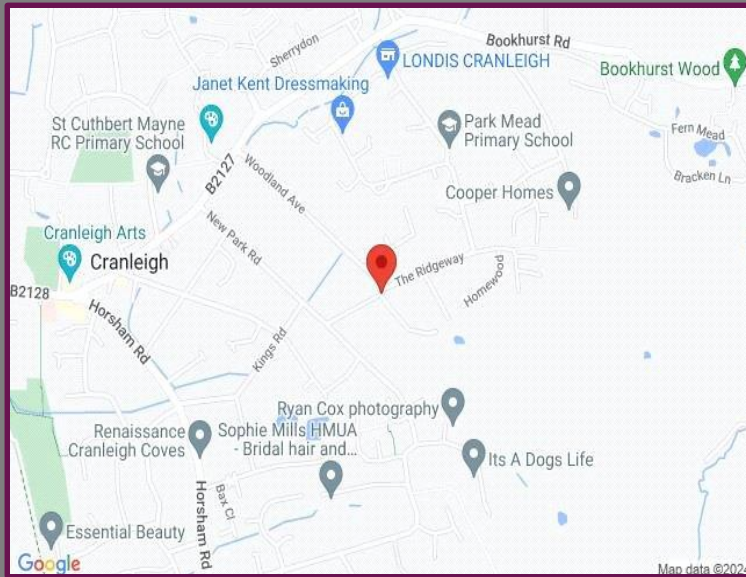 Sherrydon
Bookhurst Rd
LONDIS CRANLEIGH
Bookhurst Wood
Janet Kent Dressmaking
St Cuthbert Mayne
RC Primary School
Park Mead
Primary School
Fern Mead
Bracken Ln
B2127
Woodland Ave
Cooper Homes
New Park Rd
Cranleigh Arts
Cranleigh
The Ridgeway
Homewood
B2128
Horsham Rd
Kings Rd
Ryan Cox photography
Renaissance
Cranleigh Coves
Sophie Mills HMUA
- Bridal hair and...
Its A Dogs Life
Bax Cl
Horsham Rd
Essential Beauty
Google
Map data ©2024